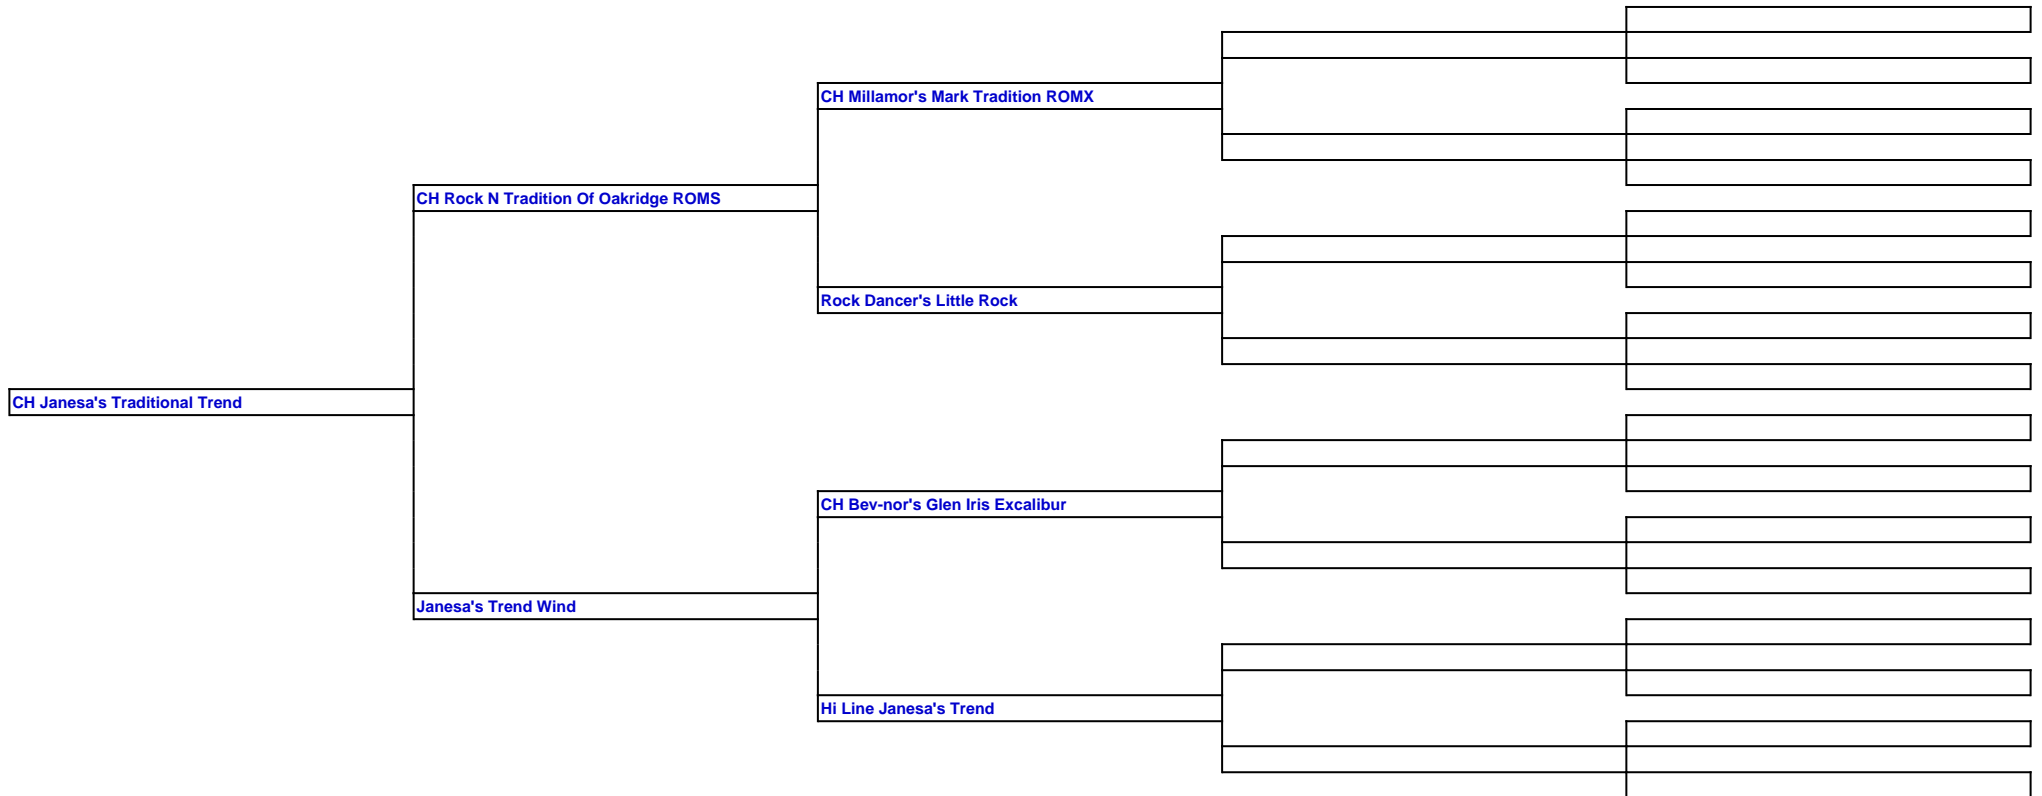 CH Millamor's Mark Tradition ROMX
CH Rock N Tradition Of Oakridge ROMS
Rock Dancer's Little Rock
CH Janesa's Traditional Trend
CH Bev-nor's Glen Iris Excalibur
Janesa's Trend Wind
Hi Line Janesa's Trend